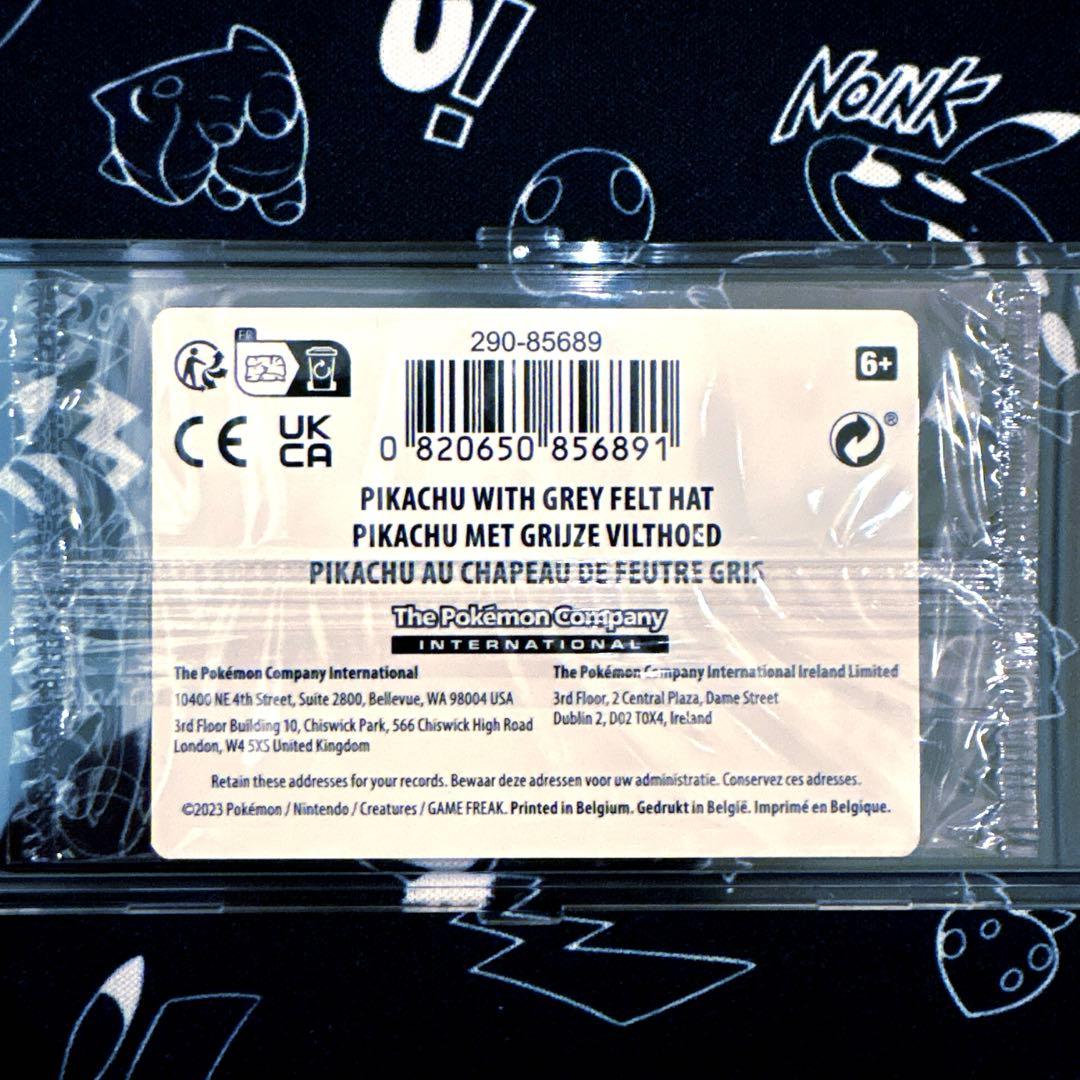 U!
NOINK
FR
290-85689
6+
CE
UK
CA
®
0 820650 856891
PIKACHU WITH GREY FELT HAT
PIKACHU MET GRIJZE VILTHOED
PIKACHU AU CHAPEAU DE FEUTRE GRIS
The Pokémon Company
INTERNATIONAL
The Pokémon Company International
10400 NE 4th Street, Suite 2800, Bellevue, WA 98004 USA
3rd Floor Building 10, Chiswick Park, 566 Chiswick High Road
London, W4 5XS United Kingdom
The Pokémon Company International Ireland Limited
3rd Floor, 2 Central Plaza, Dame Street
Dublin 2, D02 T0X4, Ireland
Retain these addresses for your records. Bewaar deze adressen voor uw administratie. Conservez ces adresses.
©2023 Pokémon / Nintendo / Creatures / GAME FREAK. Printed in Belgium. Gedrukt in België. Imprimé en Belgique.